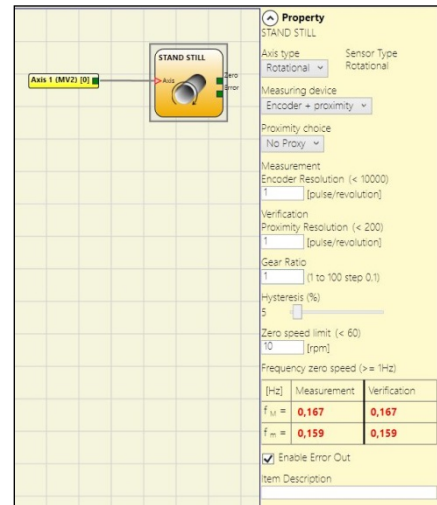 Property
STAND STILL
Axis type Sensor Type
Rotational Rotational
Measuring device
Encoder + proximity
Proximity choice
No Proxy
Measurement
Encoder Resolution (< 10000)
1 [pulse/revolution]
Verification
Proximity Resolution (< 200)
1 [pulse/revolution]
Gear Ratio
1 (1 to 100 step 0,1)
Hysteresis (%)
5
Zero speed limit (< 60)
10 [rpm]
Frequency zero speed (>= 1Hz)
[Hz] Measurement Verification
f M = 0,167 0,167
f m = 0,159 0,159
Enable Error Out
Item Description
STAND STILL
Axis 1 (MV2) [0]
Axis
Zero
Error